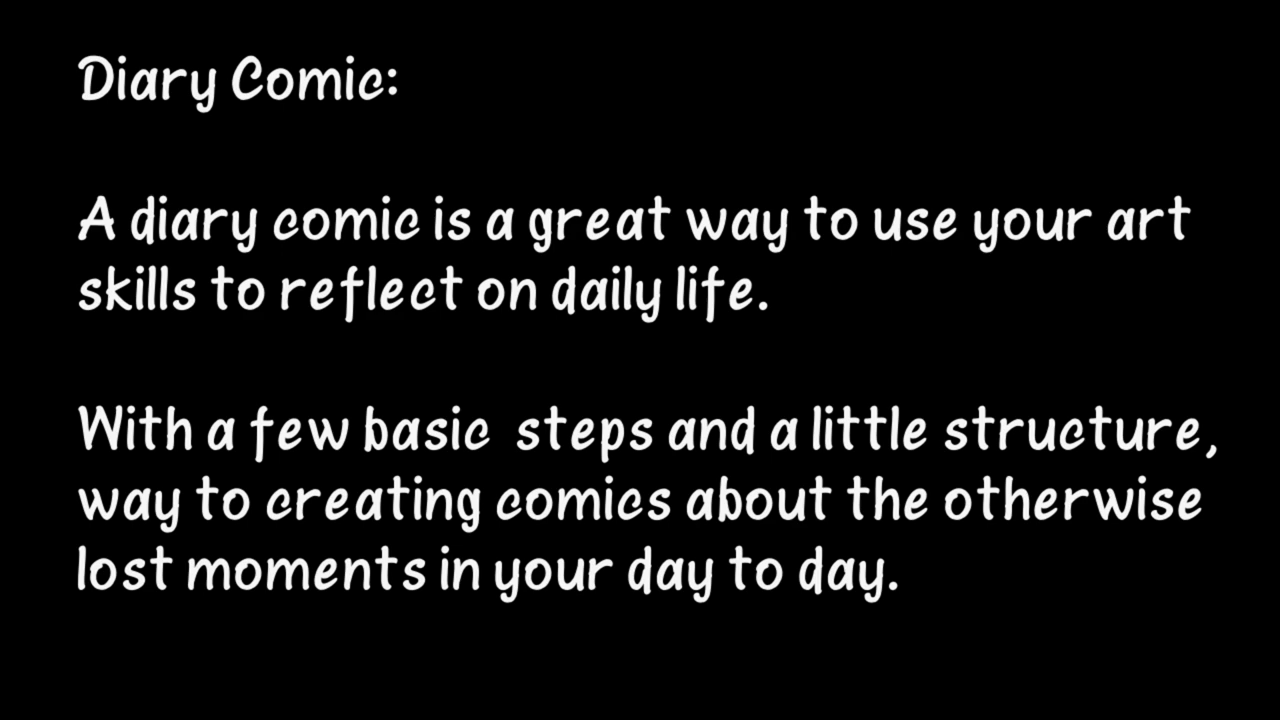 Diary Comic:
A diary comic is a great way to use your art
skills to reflect on daily life.
With a few basic  steps and a little structure,
way to creating comics about the otherwise
lost moments in your day to day.